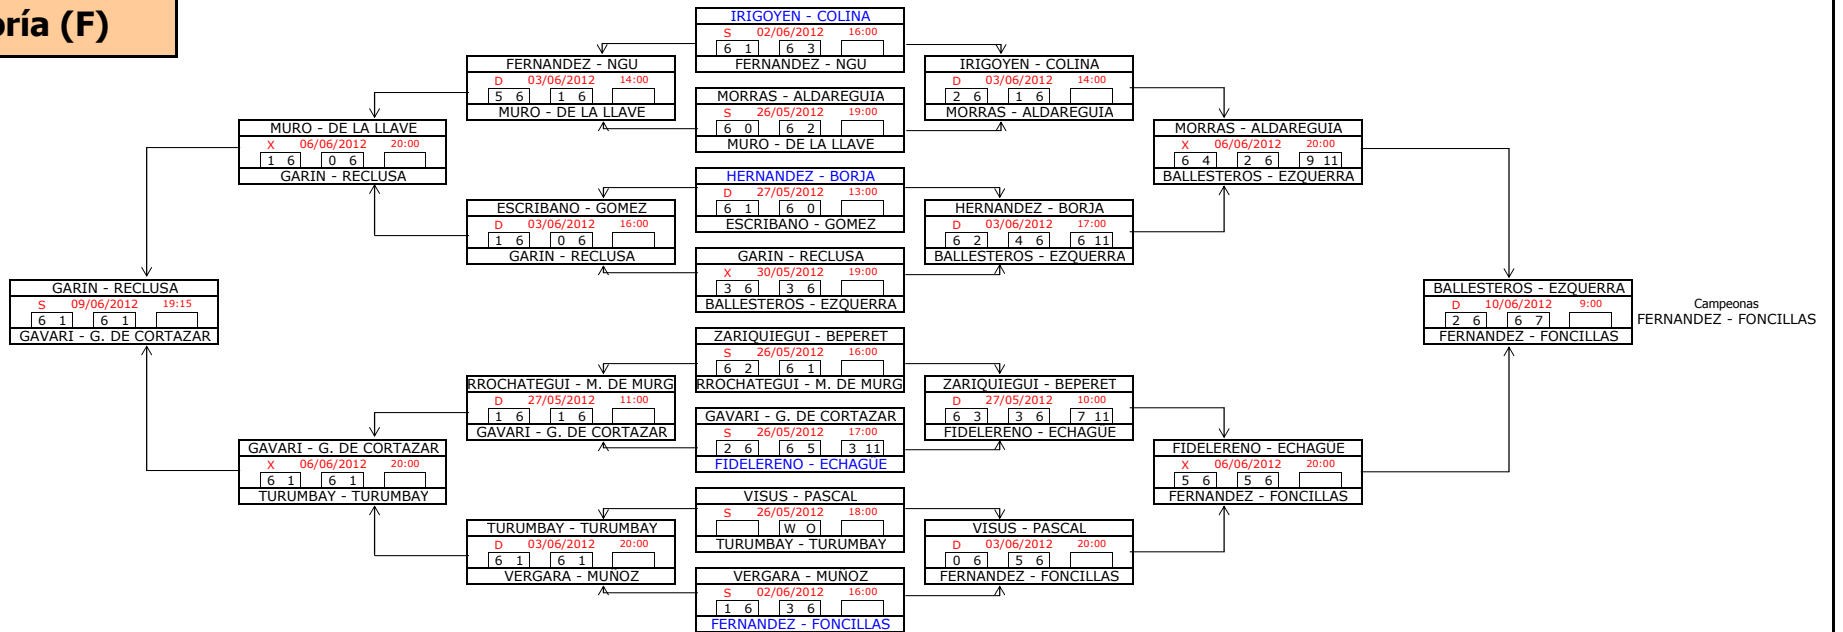 oría (F)
IRIGOYEN - COLINA
S 02/06/2012 16:00
6 1 6 3
FERNANDEZ - NGU
MORRAS - ALDAREGUIA
S 26/05/2012 19:00
6 0 6 2
MURO - DE LA LLAVE
HERNANDEZ - BORJA
D 27/05/2012 13:00
6 1 6 0
ESCRIBANO - GOMEZ
GARIN - RECLUSA
X 30/05/2012 19:00
3 6 3 6
BALLESTEROS - EZQUERRA
ZARIQUIEGUI - BEPERET
S 26/05/2012 16:00
6 2 6 1
RROCHATEGUI - M. DE MURG
GAVARI - G. DE CORTAZAR
S 26/05/2012 17:00
2 6 6 5 3 11
FIDELEREÑO - ECHAGÜE
VISUS - PASCAL
S 26/05/2012 18:00
W O
TURUMBAY - TURUMBAY
VERGARA - MUÑOZ
S 02/06/2012 16:00
1 6 3 6
FERNANDEZ - FONCILLAS
FERNANDEZ - NGU
D 03/06/2012 14:00
5 6 1 6
MURO - DE LA LLAVE
ESCRIBANO - GOMEZ
D 03/06/2012 16:00
1 6 0 6
GARIN - RECLUSA
RROCHATEGUI - M. DE MURG
D 27/05/2012 11:00
1 6 1 6
GAVARI - G. DE CORTAZAR
TURUMBAY - TURUMBAY
D 03/06/2012 20:00
6 1 6 1
VERGARA - MUÑOZ
MURO - DE LA LLAVE
X 06/06/2012 20:00
1 6 0 6
GARIN - RECLUSA
GAVARI - G. DE CORTAZAR
X 06/06/2012 20:00
6 1 6 1
TURUMBAY - TURUMBAY
GARIN - RECLUSA
S 09/06/2012 19:15
6 1 6 1
GAVARI - G. DE CORTAZAR
IRIGOYEN - COLINA
D 03/06/2012 14:00
2 6 1 6
MORRAS - ALDAREGUIA
HERNANDEZ - BORJA
D 03/06/2012 17:00
6 2 4 6 6 11
BALLESTEROS - EZQUERRA
ZARIQUIEGUI - BEPERET
D 27/05/2012 10:00
6 3 3 6 7 11
FIDELEREÑO - ECHAGÜE
VISUS - PASCAL
D 03/06/2012 20:00
0 6 5 6
FERNANDEZ - FONCILLAS
MORRAS - ALDAREGUIA
X 06/06/2012 20:00
6 4 2 6 9 11
BALLESTEROS - EZQUERRA
FIDELEREÑO - ECHAGÜE
X 06/06/2012 20:00
5 6 5 6
FERNANDEZ - FONCILLAS
BALLESTEROS - EZQUERRA
D 10/06/2012 9:00
2 6 6 7
FERNANDEZ - FONCILLAS
Campeonas
FERNANDEZ - FONCILLAS